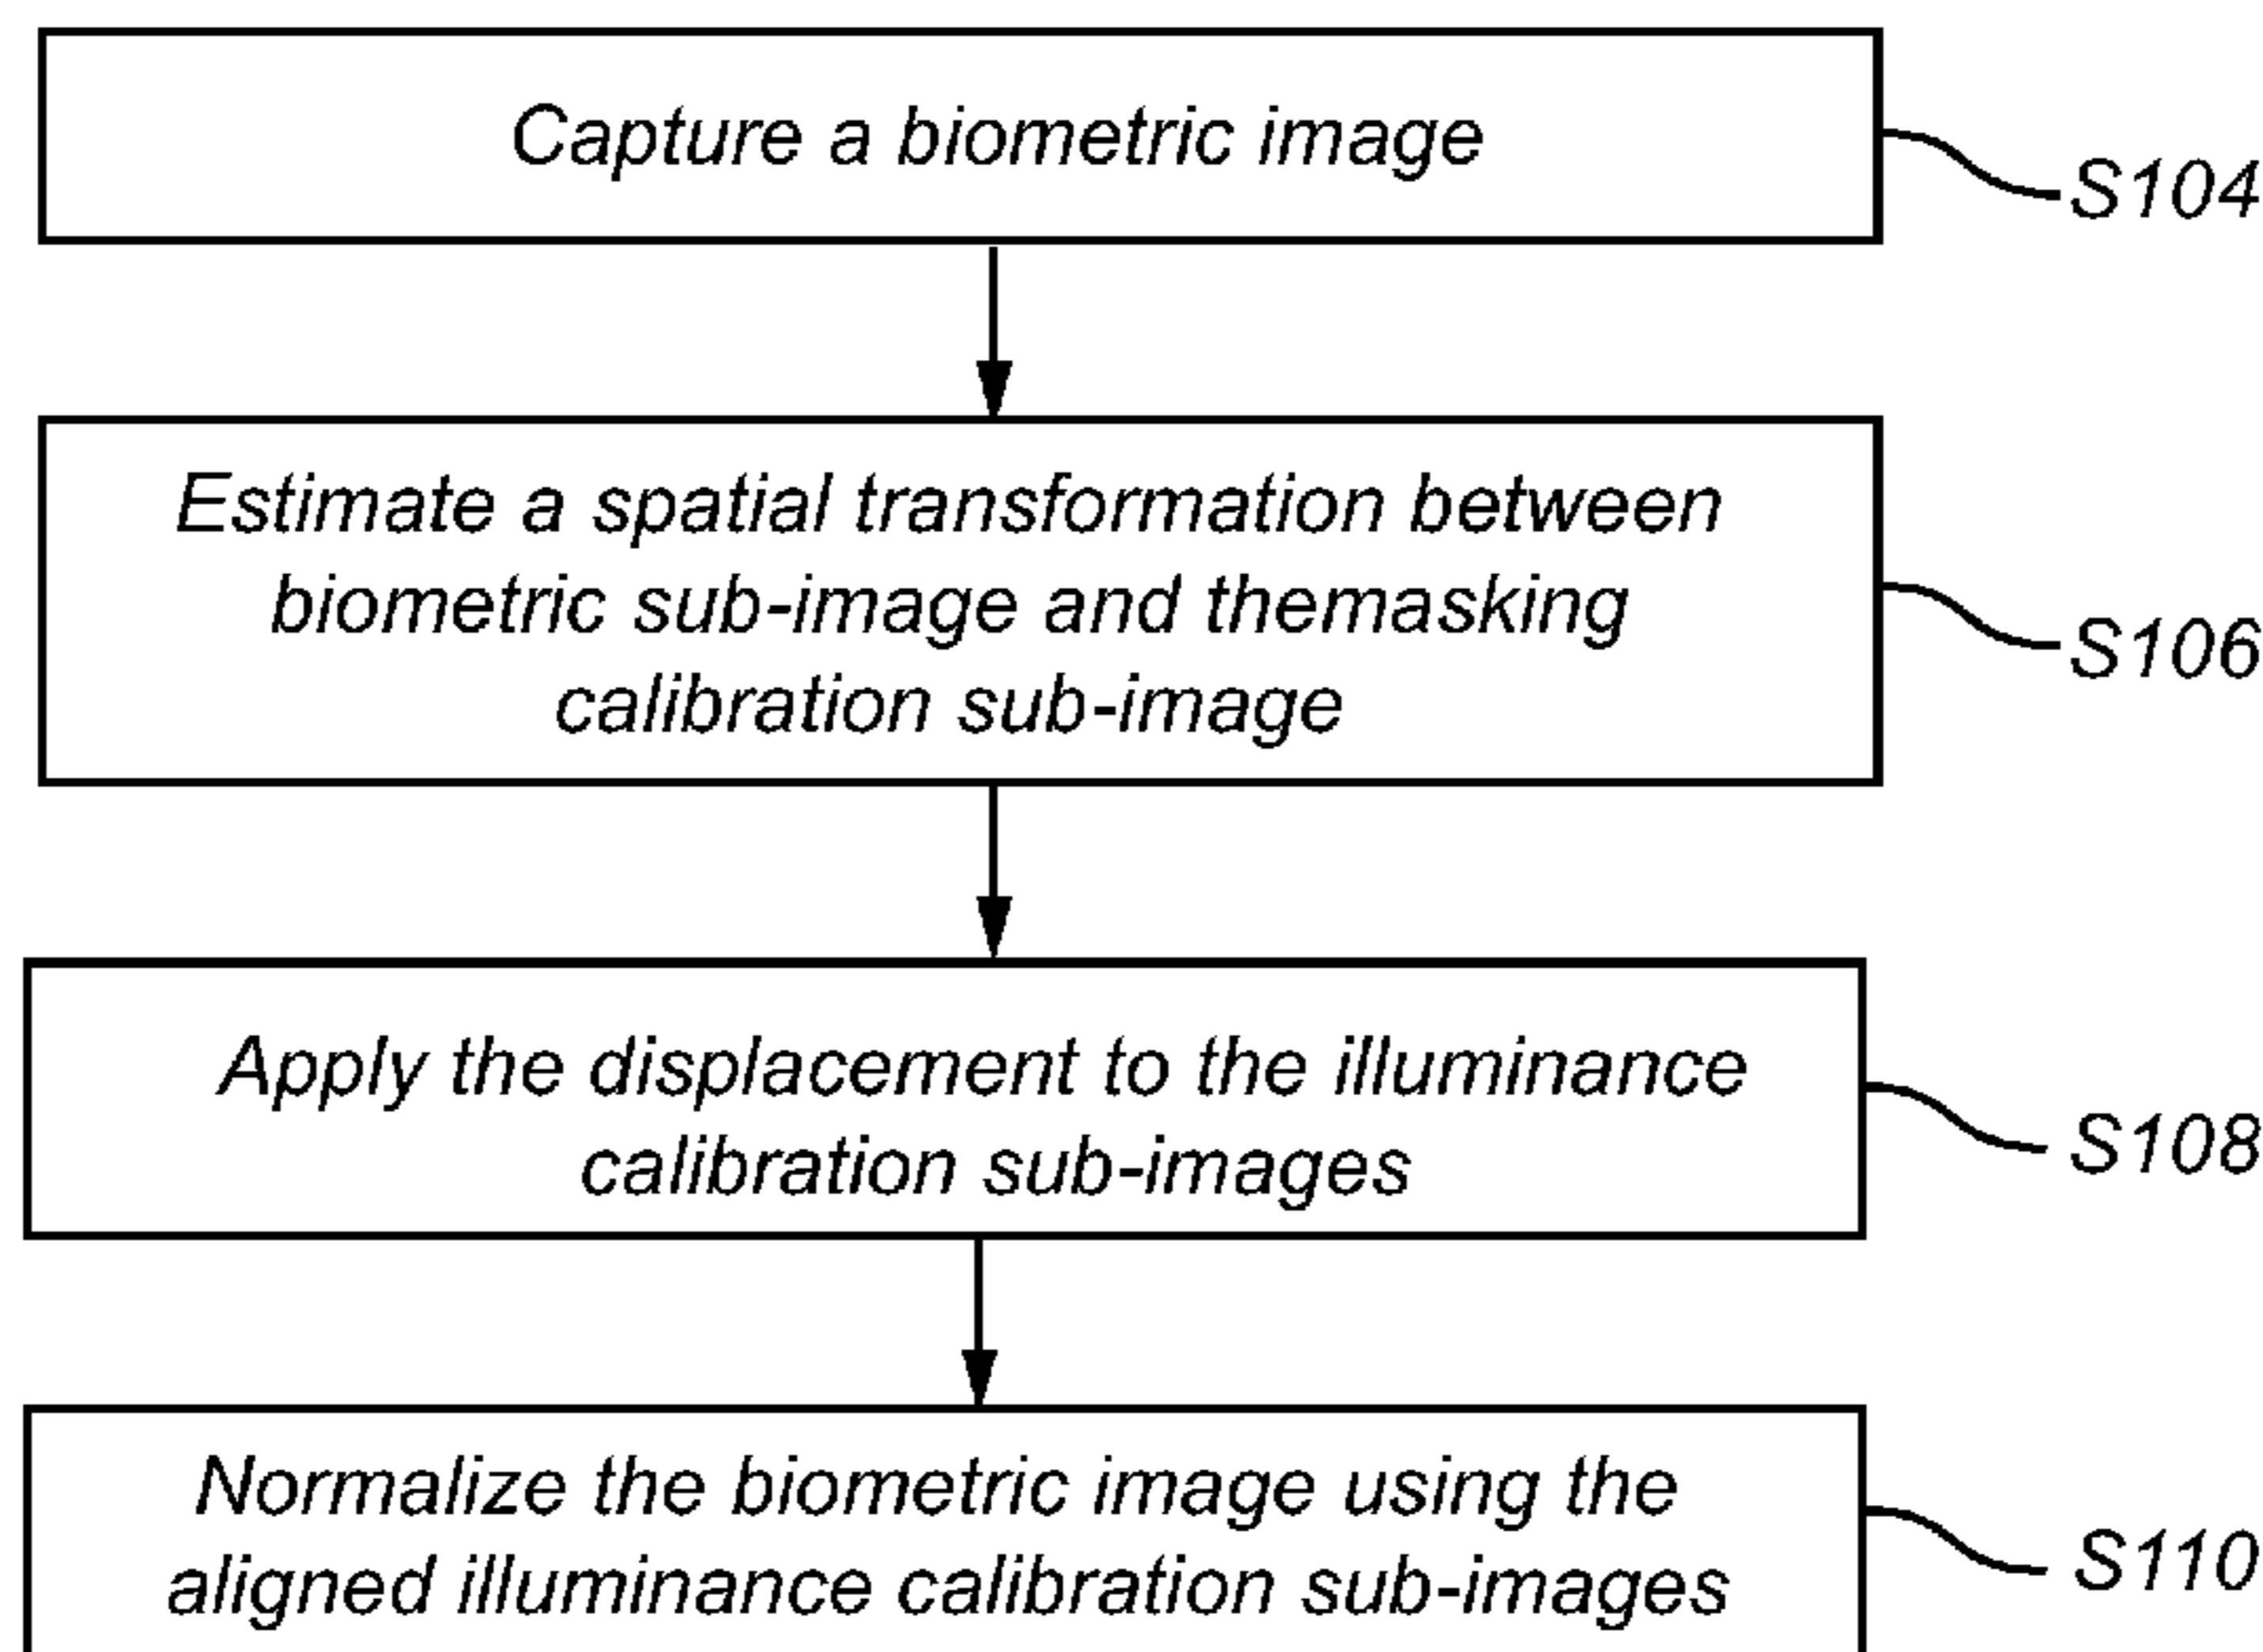 Capture a biometric image
S104
Estimate a spatial transformation between
biometric sub-image and themasking
calibration sub-image
S106
Apply the displacement to the illuminance
calibration sub-images
S108
Normalize the biometric image using the
aligned illuminance calibration sub-images
S110